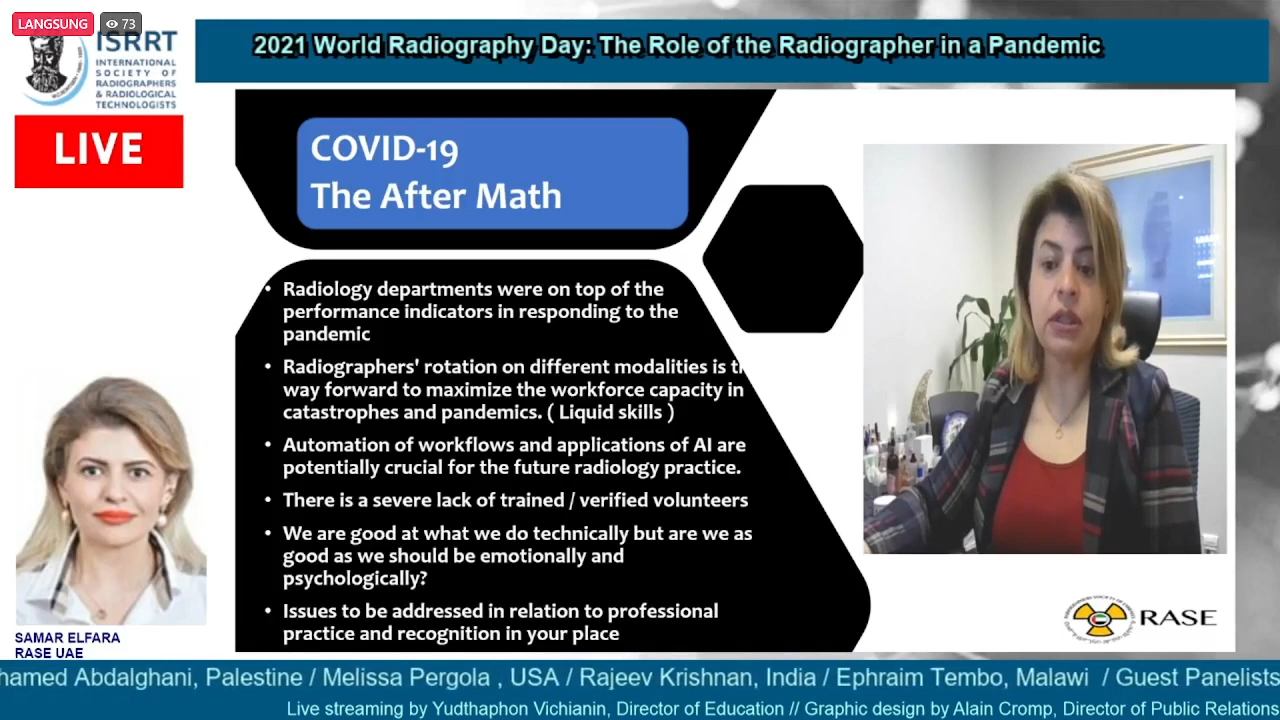 LANGSUNG 73
ISRRT
INTERNATIONAL
SOCIETY OF
RADIOGRAPHERS
& RADIOLOGICAL
TECHNOLOGISTS
2021 World Radiography Day: The Role of the Radiographer in a Pandemic
LIVE
COVID-19
The After Math
• Radiology departments were on top of the
performance indicators in responding to the
pandemic
• Radiographers' rotation on different modalities is
way forward to maximize the workforce capacity in
catastrophes and pandemics. ( Liquid skills )
• Automation of workflows and applications of AI are
potentially crucial for the future radiology practice.
• There is a severe lack of trained / verified volunteers
• We are good at what we do technically but are we as
good as we should be emotionally and
psychologically?
• Issues to be addressed in relation to professional
practice and recognition in your place
RASE
SAMAR ELFARA
RASE UAE
hamed Abdalghani, Palestine / Melissa Pergola , USA / Rajeev Krishnan, India / Ephraim Tembo, Malawi / Guest Panelists
Live streaming by Yudthaphon Vichianin, Director of Education // Graphic design by Alain Cromp, Director of Public Relations